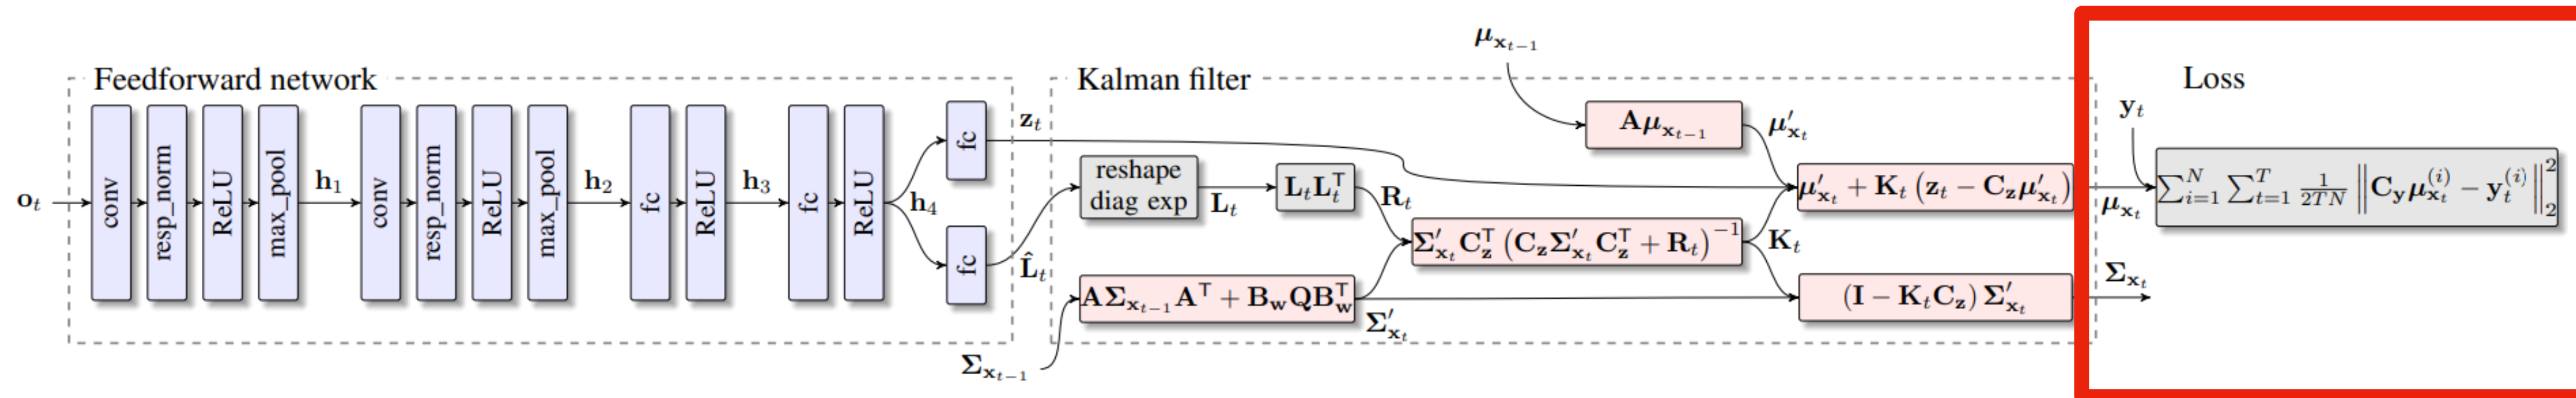 Feedforward network
o_t
conv
resp_norm
ReLU
max_pool
h_1
conv
resp_norm
ReLU
max_pool
h_2
fc
ReLU
h_3
fc
ReLU
h_4
fc
fc
z_t
L̂_t
Kalman filter
μ_{x_{t−1}}
Aμ_{x_{t−1}}
μ′_{x_t}
reshape
diag exp
L_t
L_t L_t^T
R_t
Σ_{x_{t−1}}
AΣ_{x_{t−1}}A^T + B_w Q B_w^T
Σ′_{x_t}
Σ′_{x_t} C_z^T (C_z Σ′_{x_t} C_z^T + R_t)^{−1}
K_t
μ′_{x_t} + K_t (z_t − C_z μ′_{x_t})
(I − K_t C_z) Σ′_{x_t}
μ_{x_t}
Σ_{x_t}
Loss
y_t
∑_{i=1}^{N} ∑_{t=1}^{T} \frac{1}{2TN} ‖C_y μ_{x_t}^{(i)} − y_t^{(i)}‖_2^2